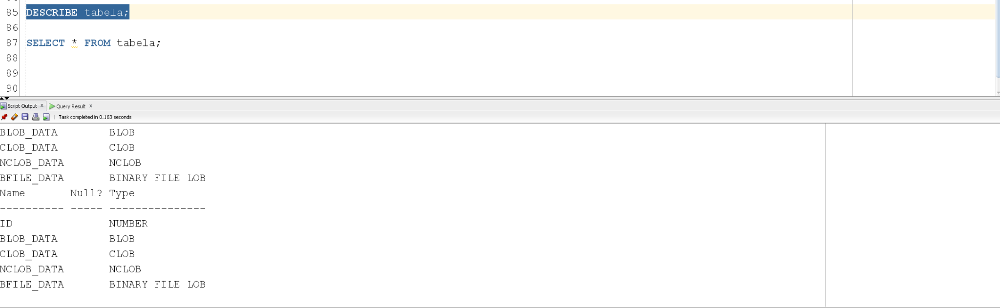 85 DESCRIBE tabela;
86
87 SELECT * FROM tabela;
88
89
90
Script Output x Query Result x
Task completed in 0.163 seconds
BLOB_DATA BLOB
CLOB_DATA CLOB
NCLOB_DATA NCLOB
BFILE_DATA BINARY FILE LOB
Name Null? Type
---------- ----- ---------------
ID NUMBER
BLOB_DATA BLOB
CLOB_DATA CLOB
NCLOB_DATA NCLOB
BFILE_DATA BINARY FILE LOB